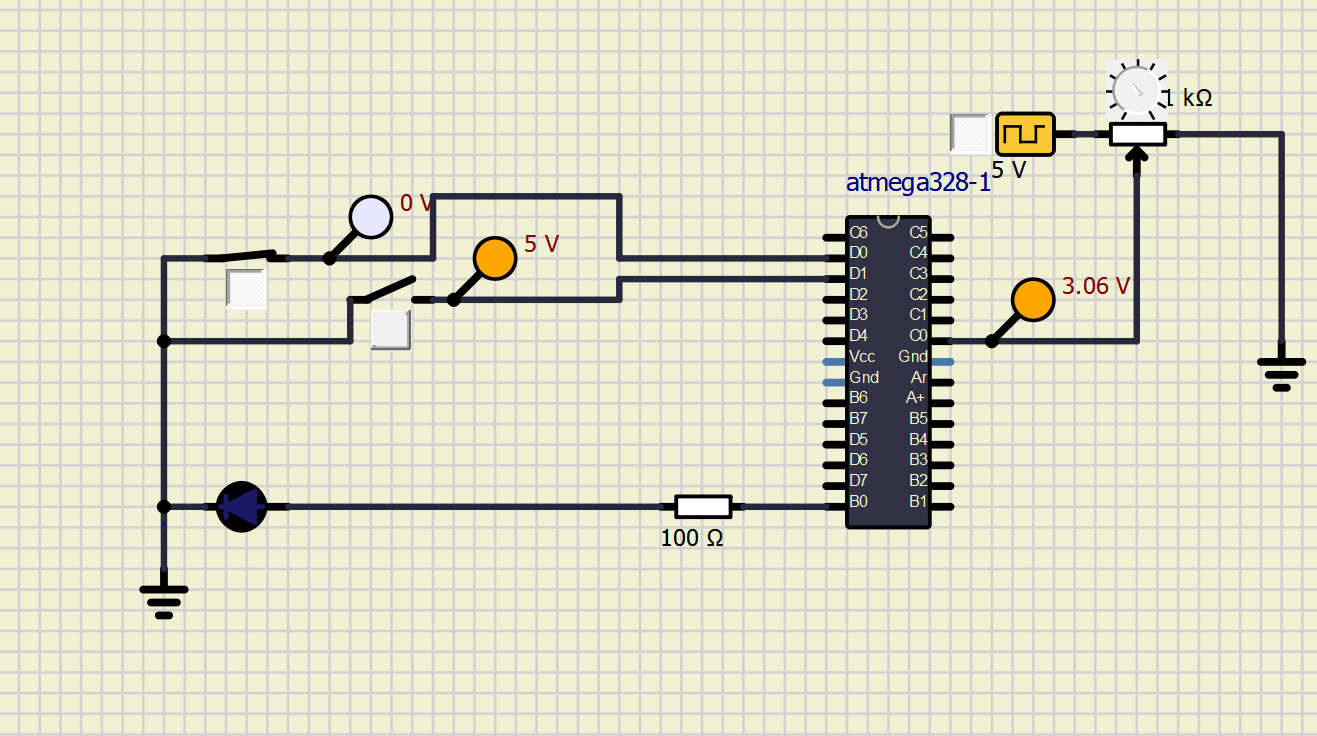 1 kΩ
5 V
atmega328-1
0 V
5 V
C6 C5
D0 C4
D1 C3
D2 C2
D3 C1
D4 C0
3.06 V
Vcc Gnd
Gnd Ar
B6 A+
B7 B5
D5 B4
D6 B3
D7 B2
B0 B1
100 Ω